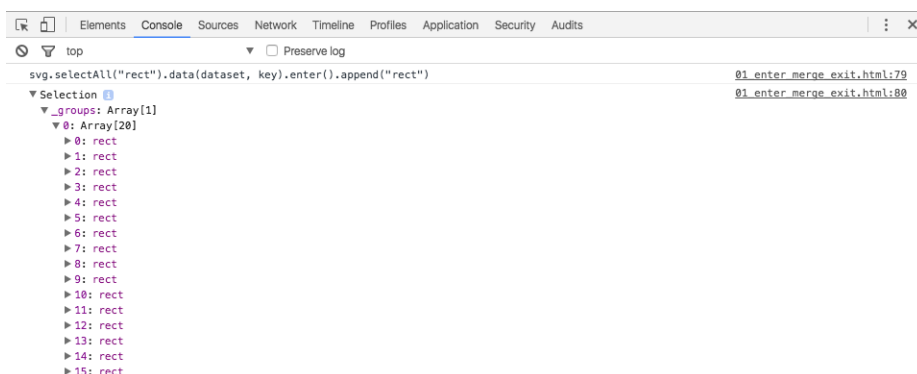 Elements Console Sources Network Timeline Profiles Application Security Audits
top Preserve log
svg.selectAll("rect").data(dataset, key).enter().append("rect") 01 enter merge exit.html:79
Selection 01 enter merge exit.html:80
_groups: Array[1]
0: Array[20]
0: rect
1: rect
2: rect
3: rect
4: rect
5: rect
6: rect
7: rect
8: rect
9: rect
10: rect
11: rect
12: rect
13: rect
14: rect
15: rect